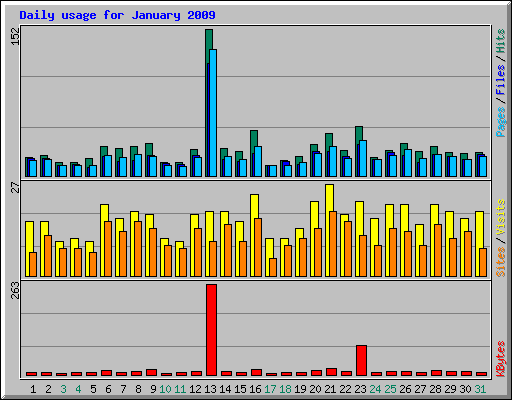 Daily usage for January 2009
152
Pages / Files / Hits
27
Sites / Visits
263
KBytes
1 2 3 4 5 6 7 8 9 10 11 12 13 14 15 16 17 18 19 20 21 22 23 24 25 26 27 28 29 30 31